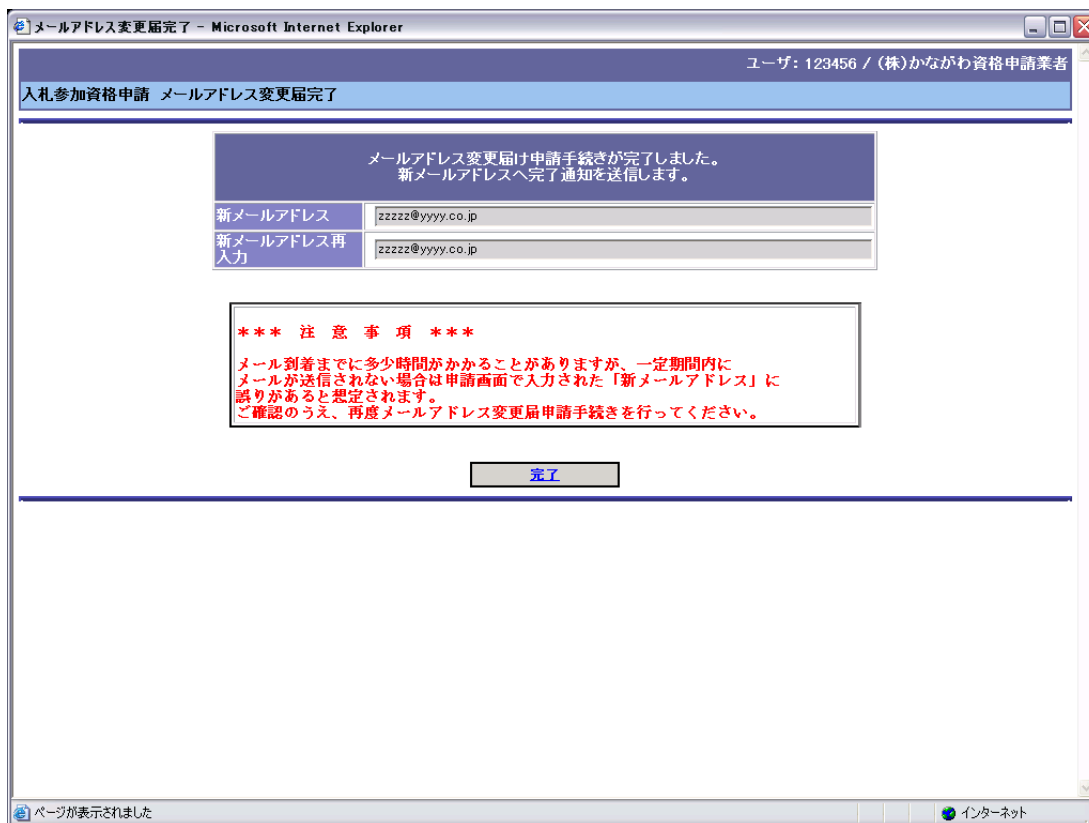 メールアドレス変更届完了 - Microsoft Internet Explorer
ユーザ: 123456 / (株)かながわ資格申請業者
入札参加資格申請 メールアドレス変更届完了
メールアドレス変更届け申請手続きが完了しました。
新メールアドレスへ完了通知を送信します。
新メールアドレス
zzzzz@yyyy.co.jp
新メールアドレス再
入力
zzzzz@yyyy.co.jp
*** 注 意 事 項 ***
メール到着までに多少時間がかかることがありますが、一定期間内に
メールが送信されない場合は申請画面で入力された「新メールアドレス」に
誤りがあると想定されます。
ご確認のうえ、再度メールアドレス変更届申請手続きを行ってください。
完了
ページが表示されました
インターネット